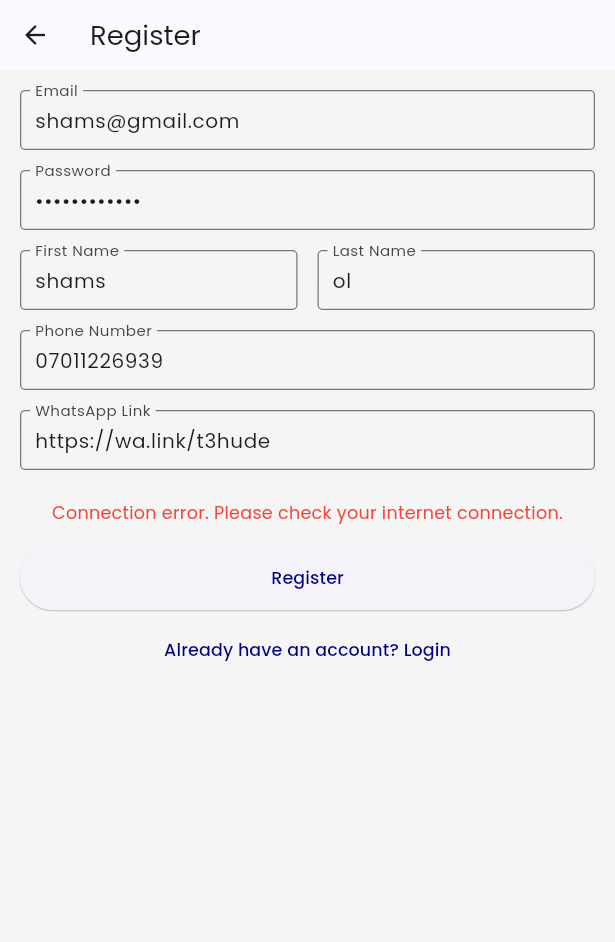 Register
Email
shams@gmail.com
Password
••••••••••••
First Name
shams
Last Name
ol
Phone Number
07011226939
WhatsApp Link
https://wa.link/t3hude
Connection error. Please check your internet connection.
Register
Already have an account? Login